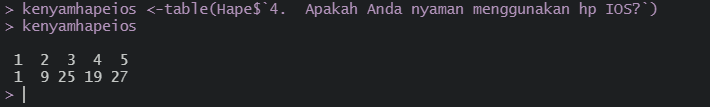 > kenyamhapeios <-table(Hape$`4.  Apakah Anda nyaman menggunakan hp IOS?`)
> kenyamhapeios
 1  2  3  4  5
 1  9 25 19 27
>